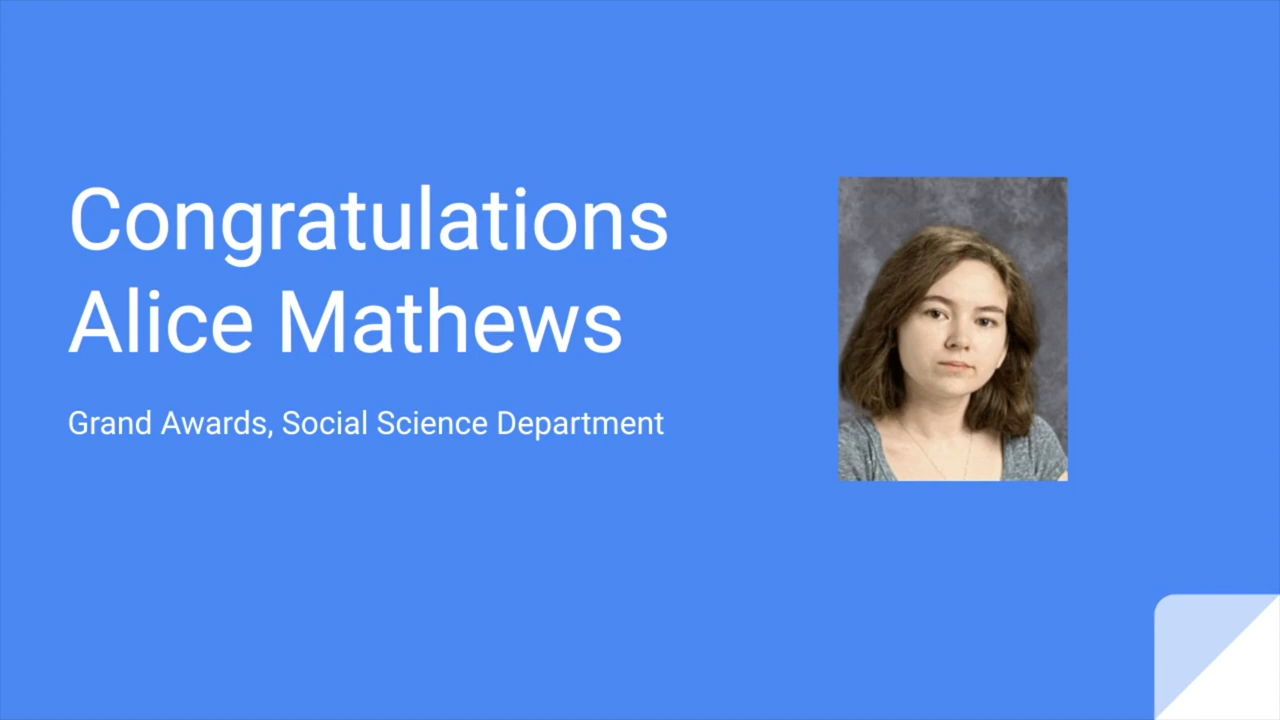 Congratulations
Alice Mathews
Grand Awards, Social Science Department